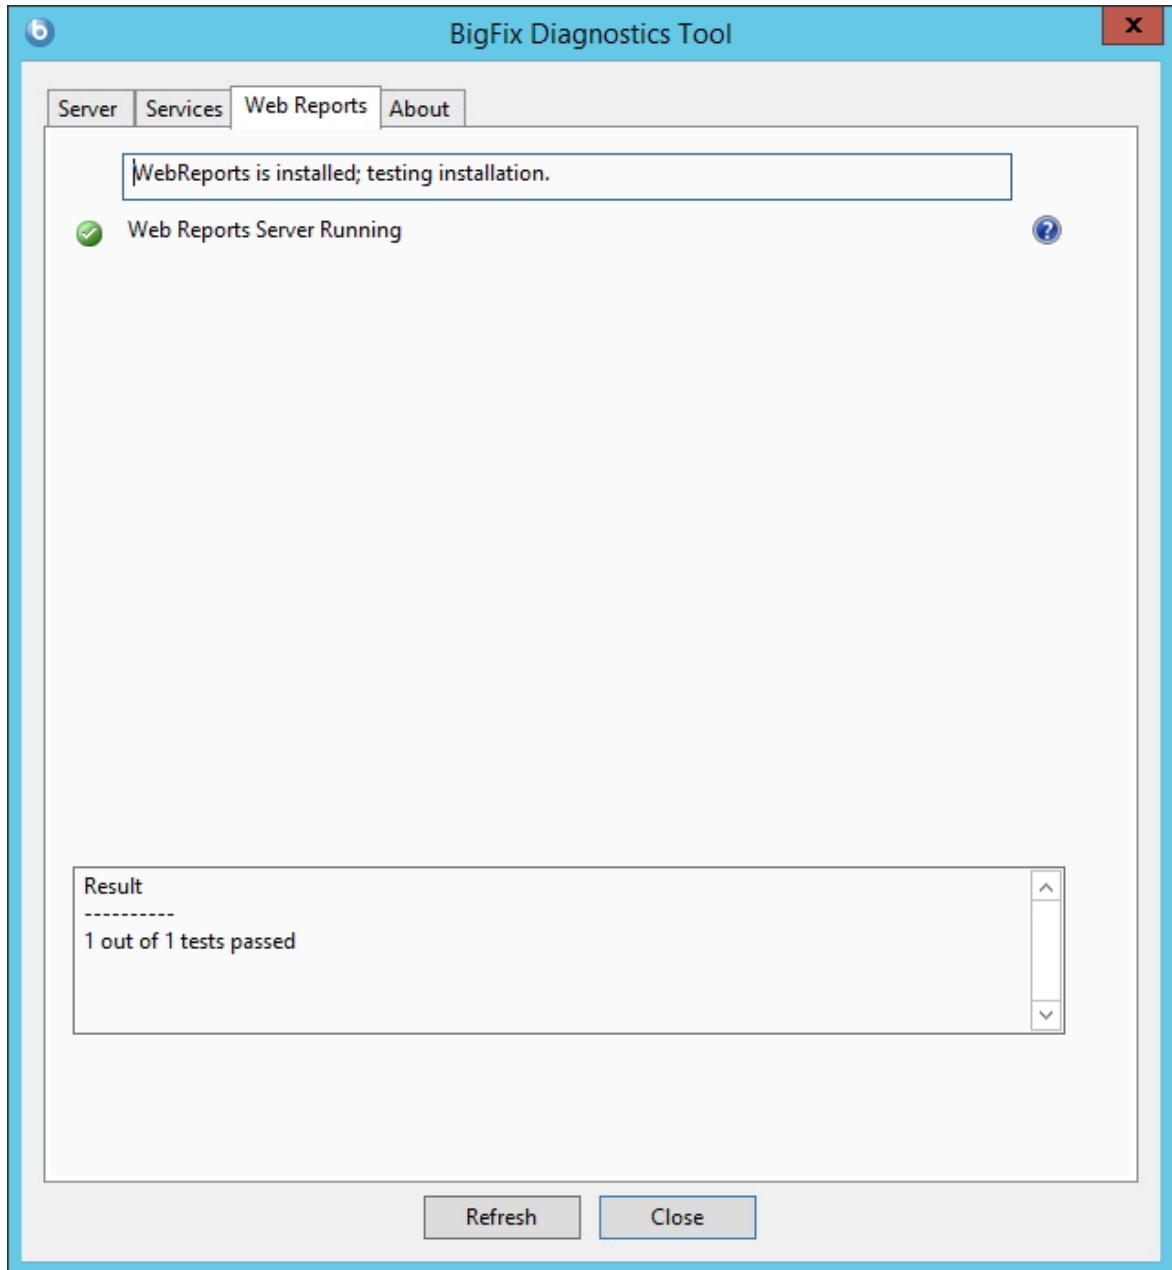 b
BigFix Diagnostics Tool
x
Server Services Web Reports About
WebReports is installed; testing installation.
Web Reports Server Running
?
Result
----------
1 out of 1 tests passed
Refresh Close